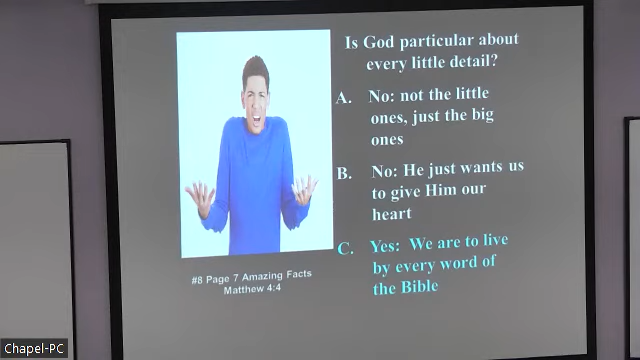 Is God particular about
every little detail?
A. No: not the little
ones, just the big
ones
B. No: He just wants us
to give Him our
heart
C. Yes: We are to live
by every word of
the Bible
#8 Page 7 Amazing Facts
Matthew 4:4
Chapel-PC